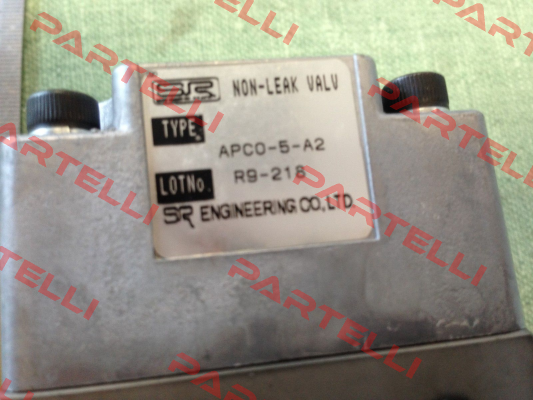 SR NON-LEAK VALV
TYPE
APCO-5-A2
LOTNo. R9-218
SR ENGINEERING CO,LTD.
PARTELLI
PARTELLI
PARTELLI
PARTELLI
PARTELLI